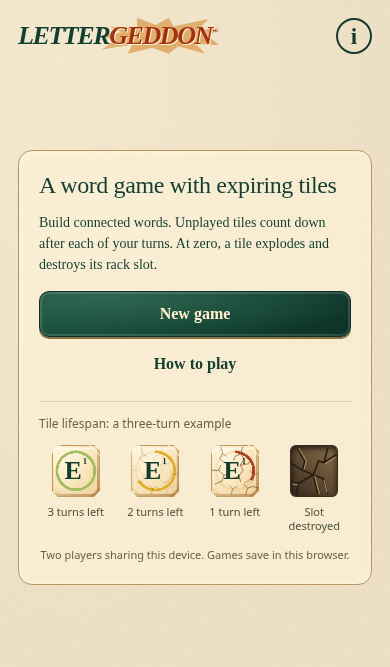 LETTERGEDDON
i
A word game with expiring tiles
Build connected words. Unplayed tiles count down
after each of your turns. At zero, a tile explodes and
destroys its rack slot.
New game
How to play
Tile lifespan: a three-turn example
E1 E1 E1
3 turns left 2 turns left 1 turn left Slot
destroyed
Two players sharing this device. Games save in this browser.